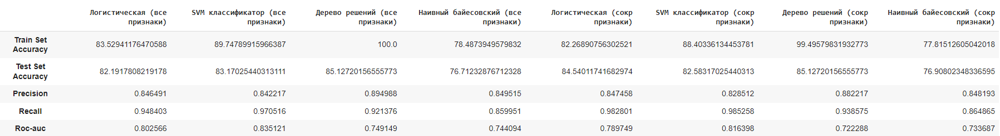 Логистическая (все признаки) SVM классификатор (все признаки) Дерево решений (все признаки) Наивный байесовский (все признаки) Логистическая (сокр признаки) SVM классификатор (сокр признаки) Дерево решений (сокр признаки) Наивный байесовский (сокр признаки)
Train Set Accuracy 83.52941176470588 89.74789915966387 100.0 78.4873949579832 82.26890756302521 88.40336134453781 99.49579831932773 77.81512605042018
Test Set Accuracy 82.1917808219178 83.17025440313111 85.12720156555773 76.71232876712328 84.54011741682974 82.58317025440313 85.12720156555773 76.90802348336595
Precision 0.846491 0.842217 0.894988 0.849515 0.847458 0.828512 0.882217 0.848193
Recall 0.948403 0.970516 0.921376 0.859951 0.982801 0.985258 0.938575 0.864865
Roc-auc 0.802566 0.835121 0.749149 0.744094 0.789749 0.816398 0.722288 0.733687